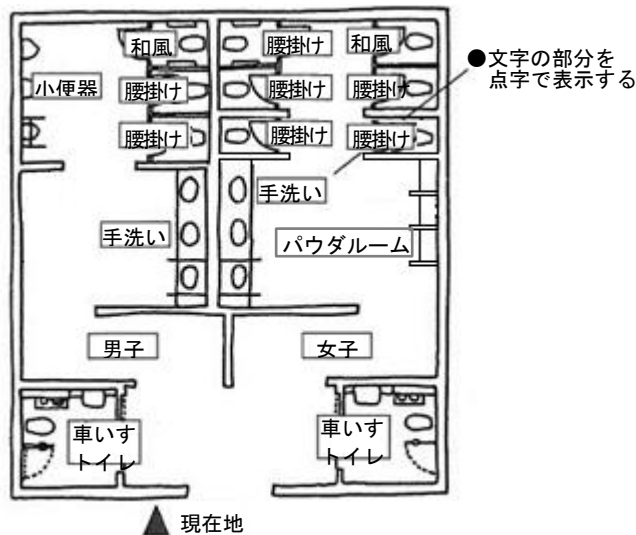 和風
腰掛け
和風
●文字の部分を
点字で表示する
小便器
腰掛け
腰掛け
腰掛け
腰掛け
腰掛け
腰掛け
手洗い
手洗い
パウダルーム
男子
女子
車いす
トイレ
車いす
トイレ
現在地